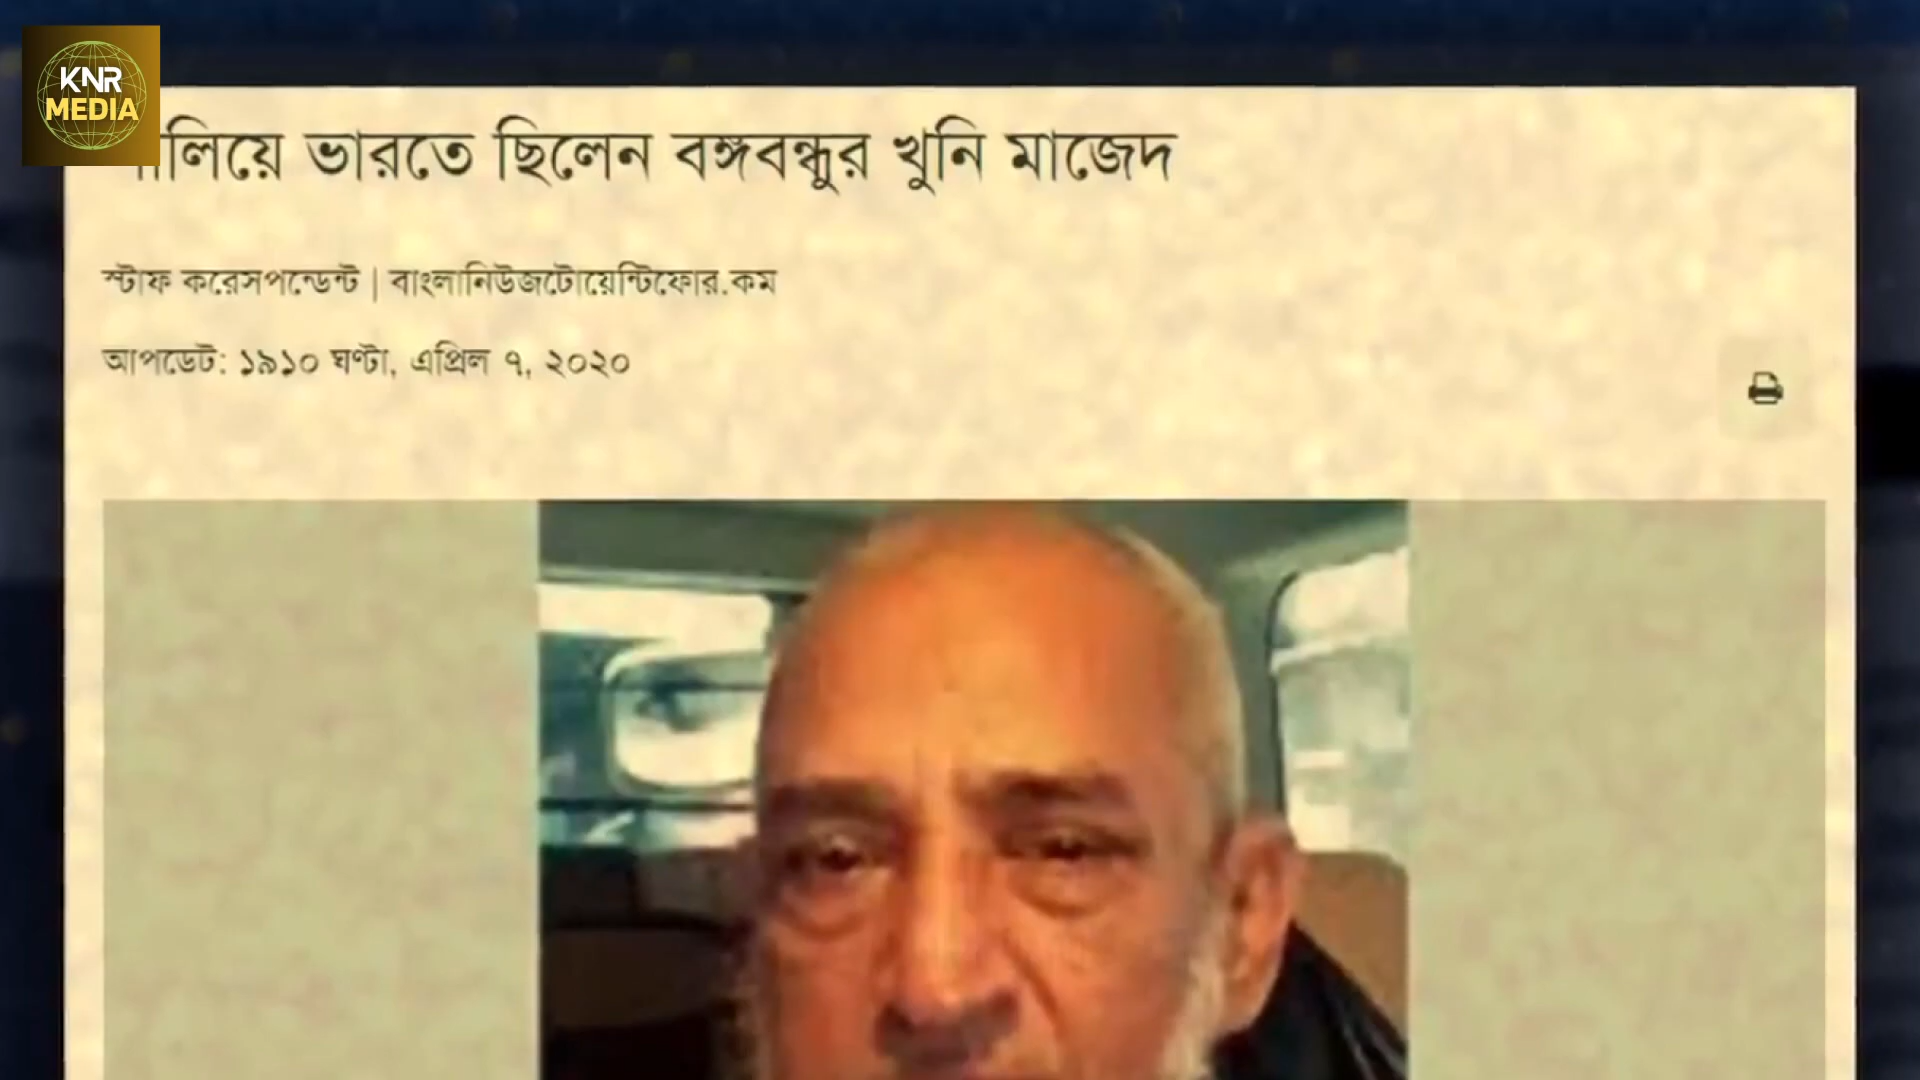 KNR
MEDIA
ভারতে ছিলেন বঙ্গবন্ধুর খুনি মাজেদ
স্টাফ করেসপন্ডেন্ট | বাংলানিউজটোয়েন্টিফোর.কম
আপডেট: ১৯১০ ঘণ্টা, এপ্রিল ৭, ২০২০